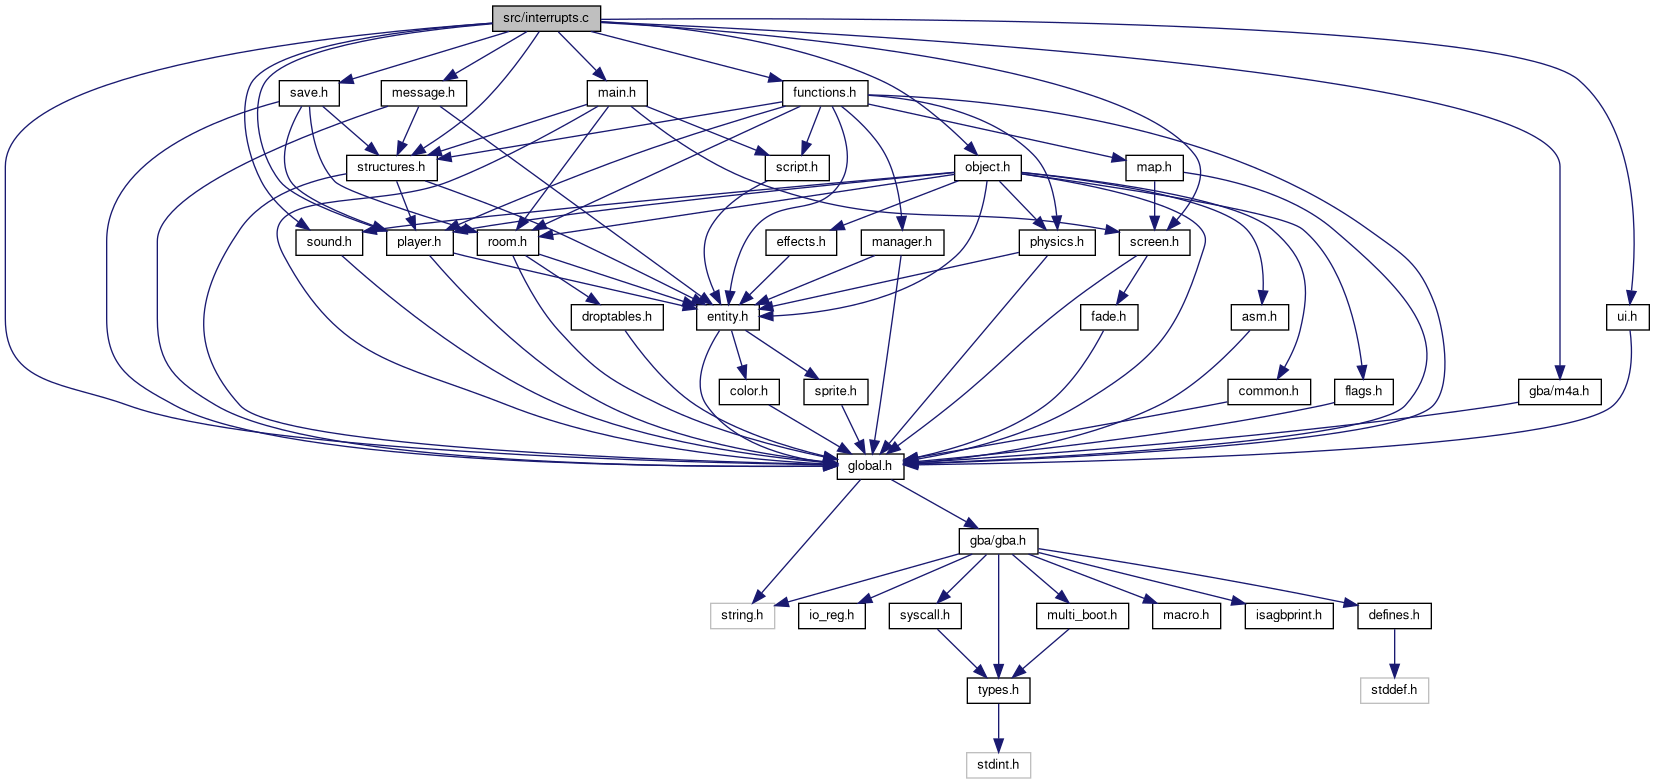 src/interrupts.c
save.h
message.h
main.h
functions.h
structures.h
script.h
object.h
map.h
sound.h
player.h
room.h
effects.h
manager.h
physics.h
screen.h
droptables.h
entity.h
fade.h
asm.h
ui.h
color.h
sprite.h
common.h
flags.h
gba/m4a.h
global.h
gba/gba.h
string.h
io_reg.h
syscall.h
multi_boot.h
macro.h
isagbprint.h
defines.h
types.h
stddef.h
stdint.h